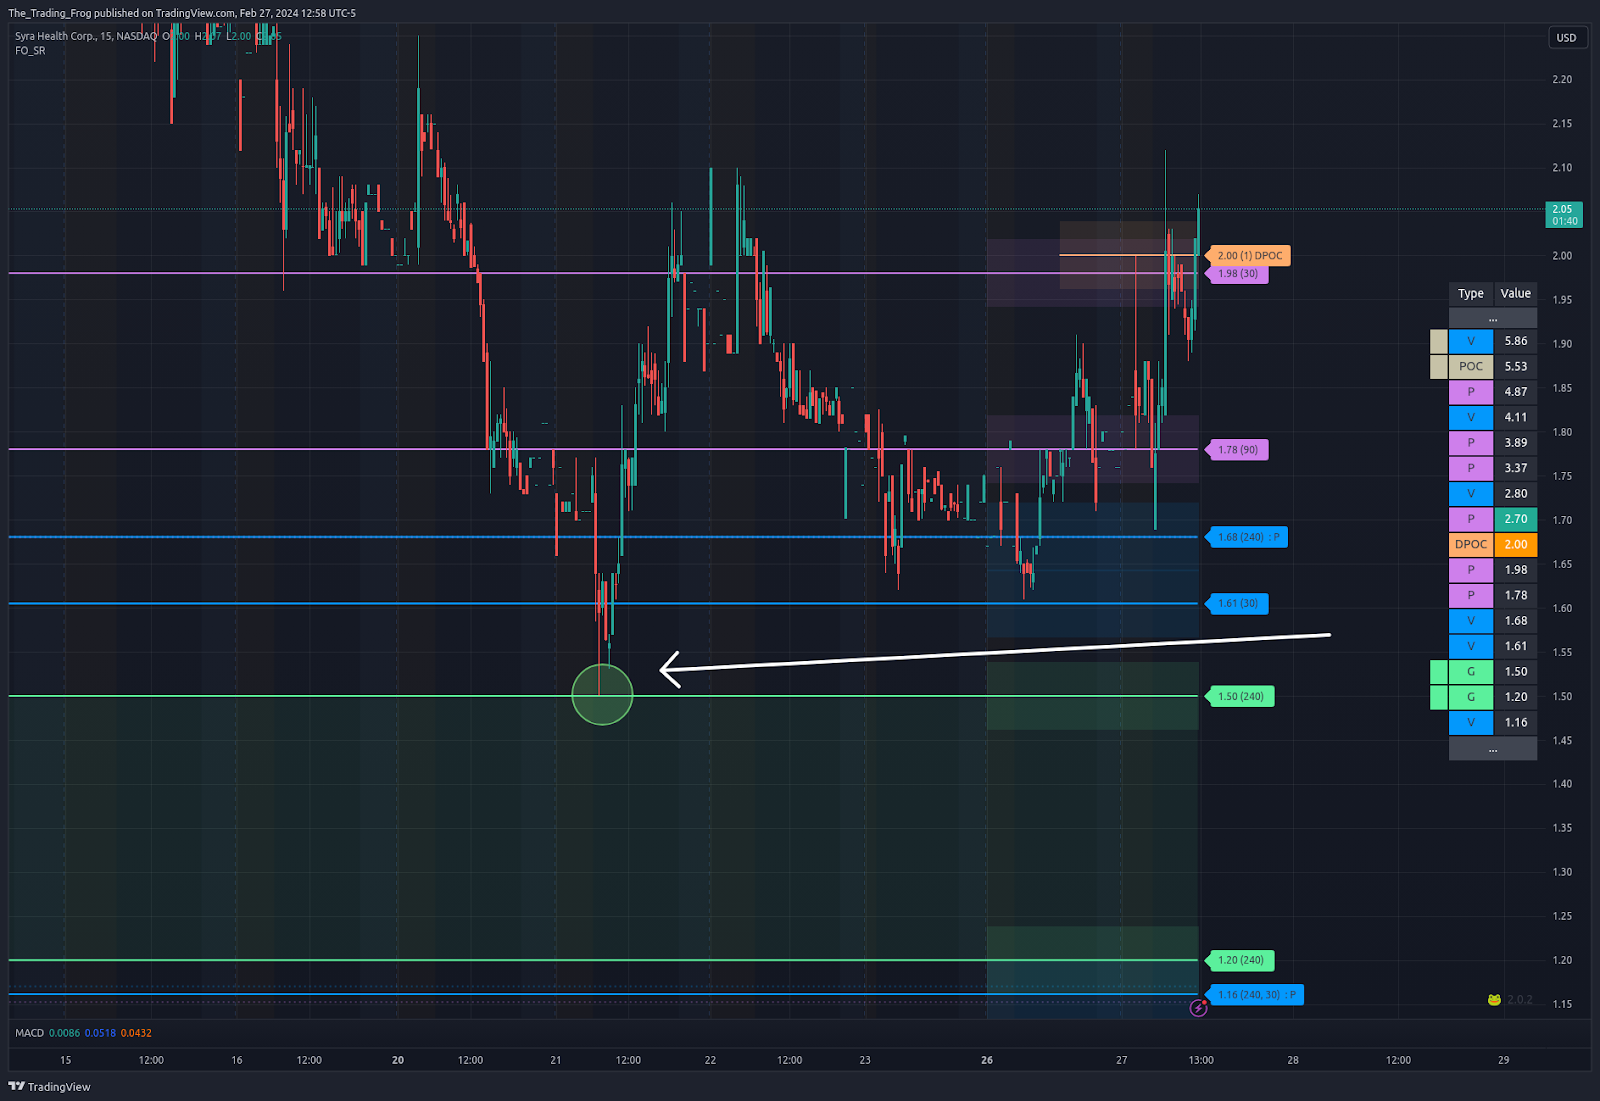 The_Trading_Frog published on TradingView.com, Feb 27, 2024 12:58 UTC-5
Syra Health Corp., 15, NASDAQ
FO_SR
USD
2.20
2.15
2.10
2.05
01:40
2.00
1.95
1.90
1.85
1.80
1.75
1.70
1.65
1.60
1.55
1.50
1.45
1.40
1.35
1.30
1.25
1.20
1.15
2.00 (1) DPOC
1.98 (30)
1.78 (90)
1.68 (240) : P
1.61 (30)
1.50 (240)
1.20 (240)
1.16 (240, 30) : P
Type Value
...
V 5.86
POC 5.53
P 4.87
V 4.11
P 3.89
P 3.37
V 2.80
P 2.70
DPOC 2.00
P 1.98
P 1.78
V 1.68
V 1.61
G 1.50
G 1.20
V 1.16
...
2.0.2
MACD 0.0086 0.0518 0.0432
15 12:00 16 12:00 20 12:00 21 12:00 22 12:00 23 26 27 13:00 28 12:00 29
TradingView